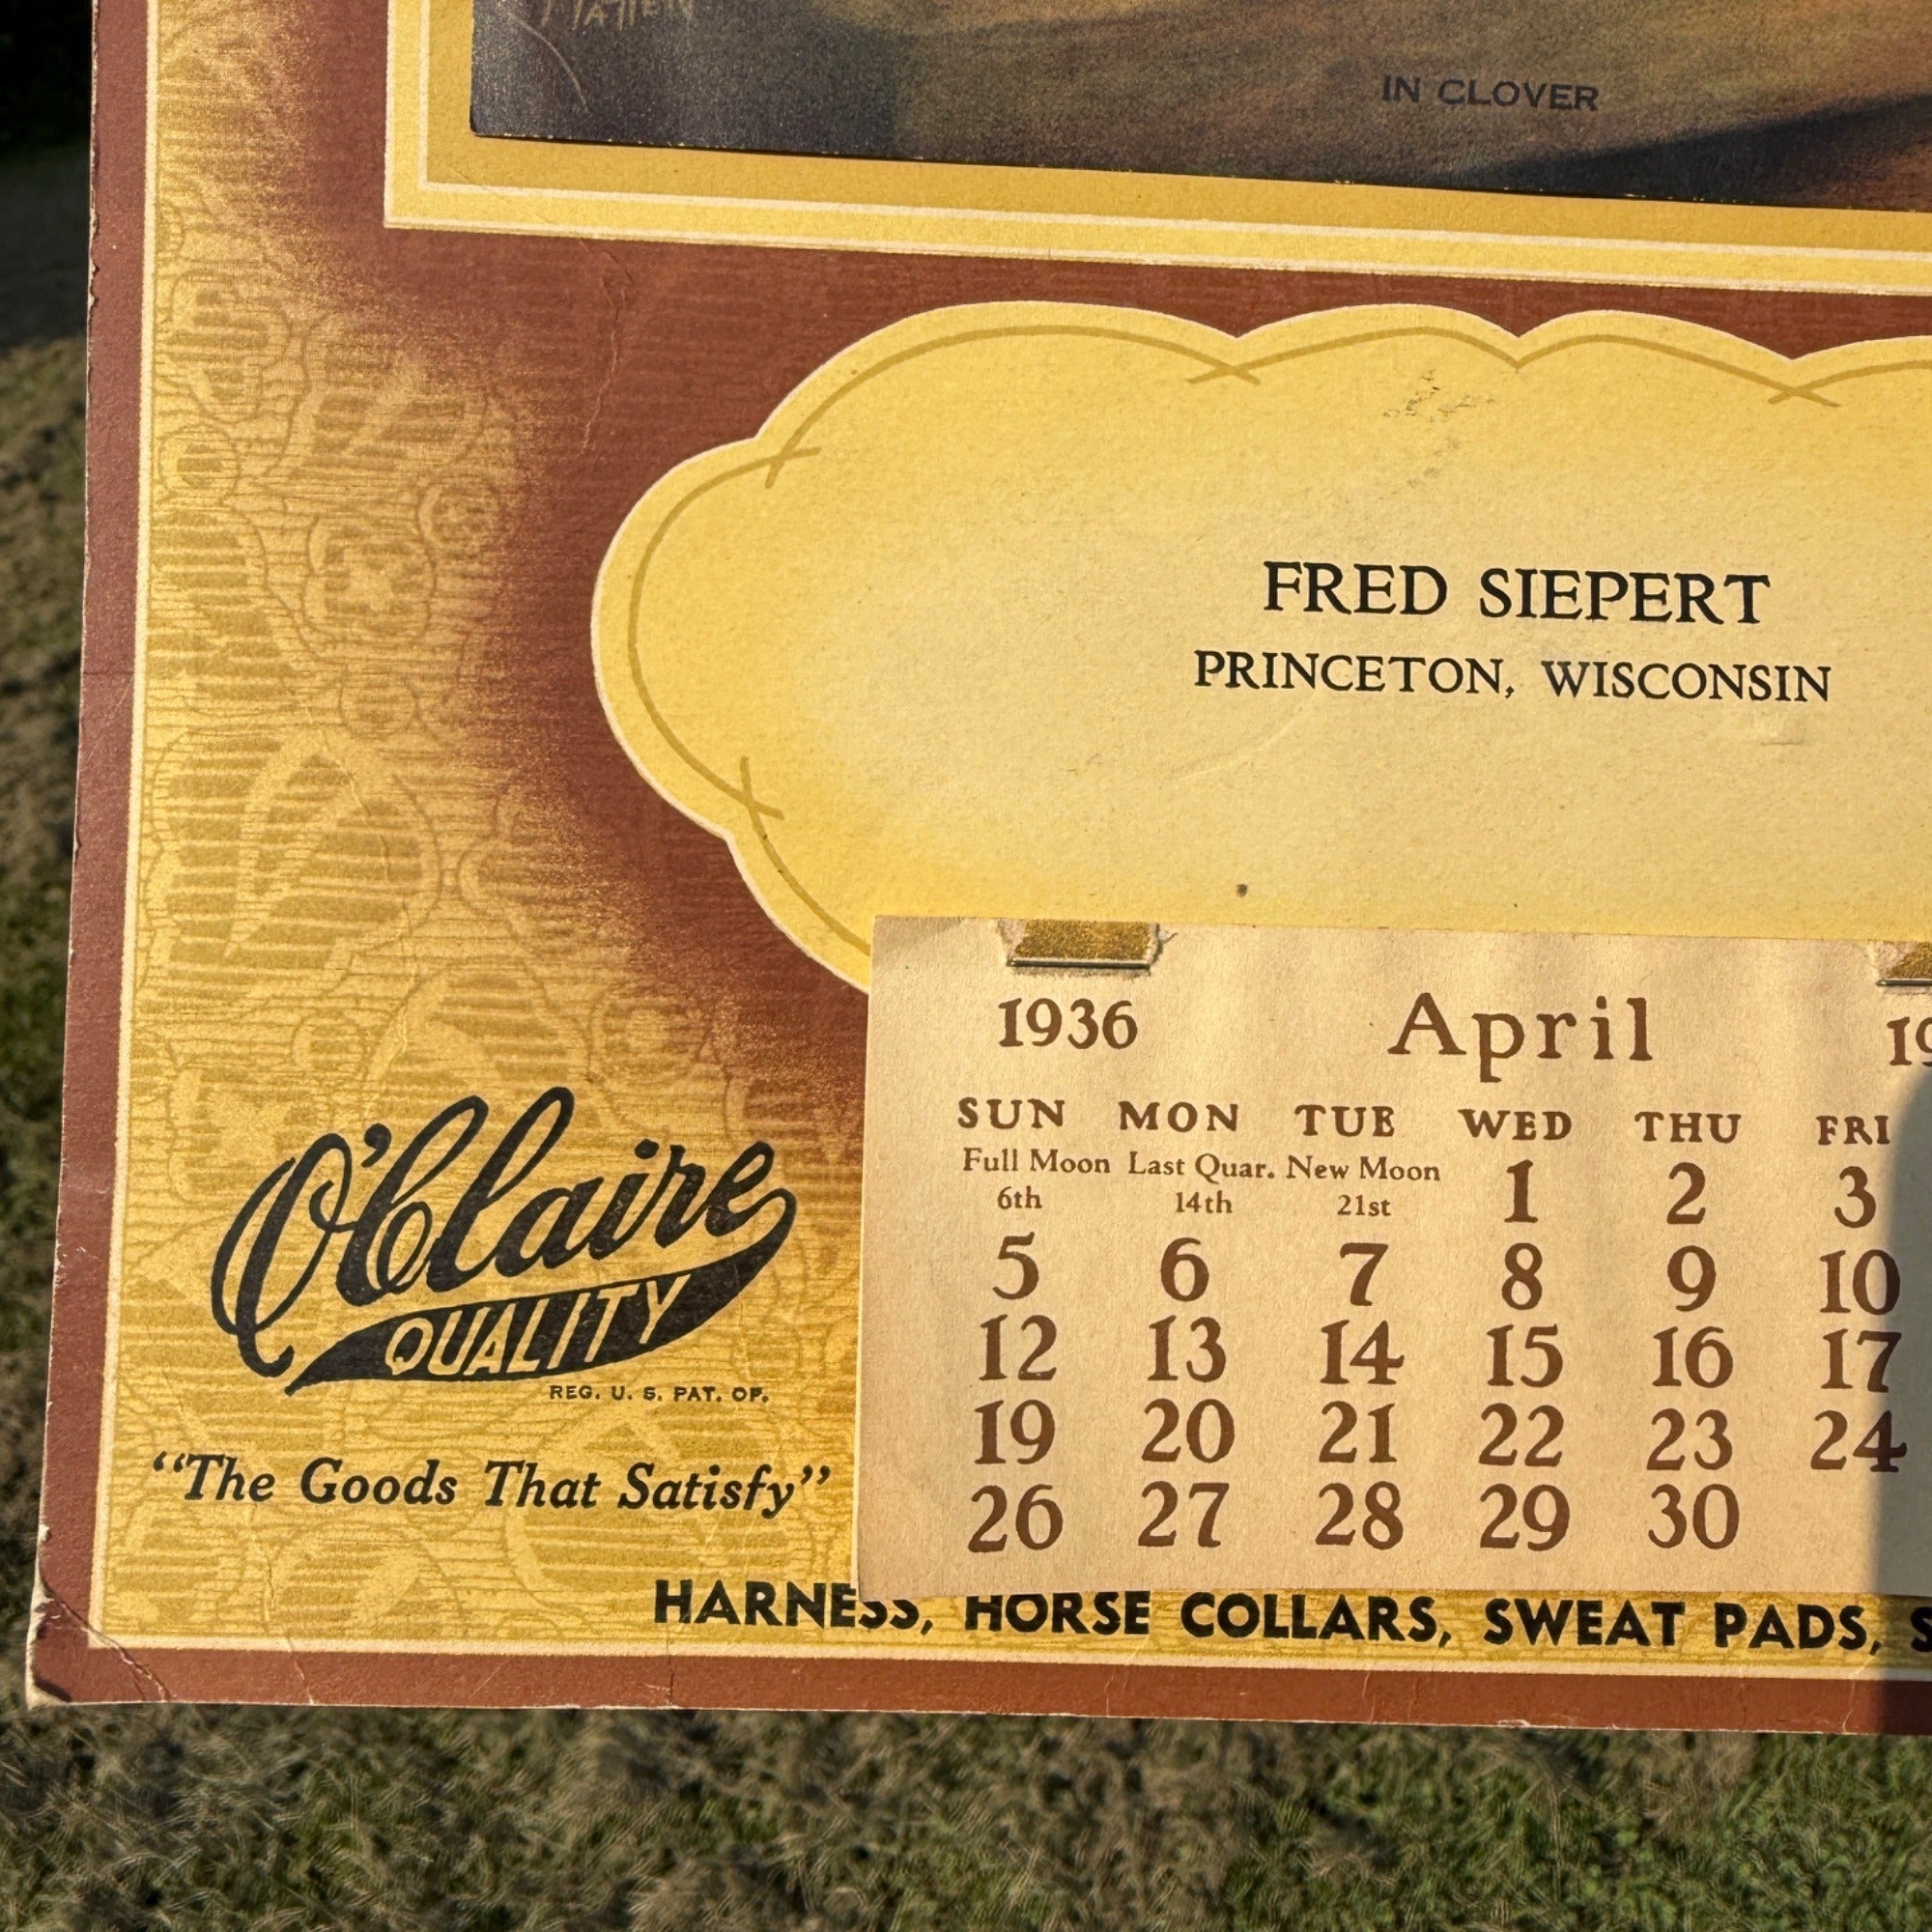 IN CLOVER
FRED SIEPERT
PRINCETON, WISCONSIN
1936 April
SUN MON TUE WED THU FRI
Full Moon Last Quar. New Moon 1 2 3
6th 14th 21st
5 6 7 8 9 10
12 13 14 15 16 17
19 20 21 22 23 24
26 27 28 29 30
O'Claire
QUALITY
REG. U. S. PAT. OF.
“The Goods That Satisfy”
HARNESS, HORSE COLLARS, SWEAT PADS,